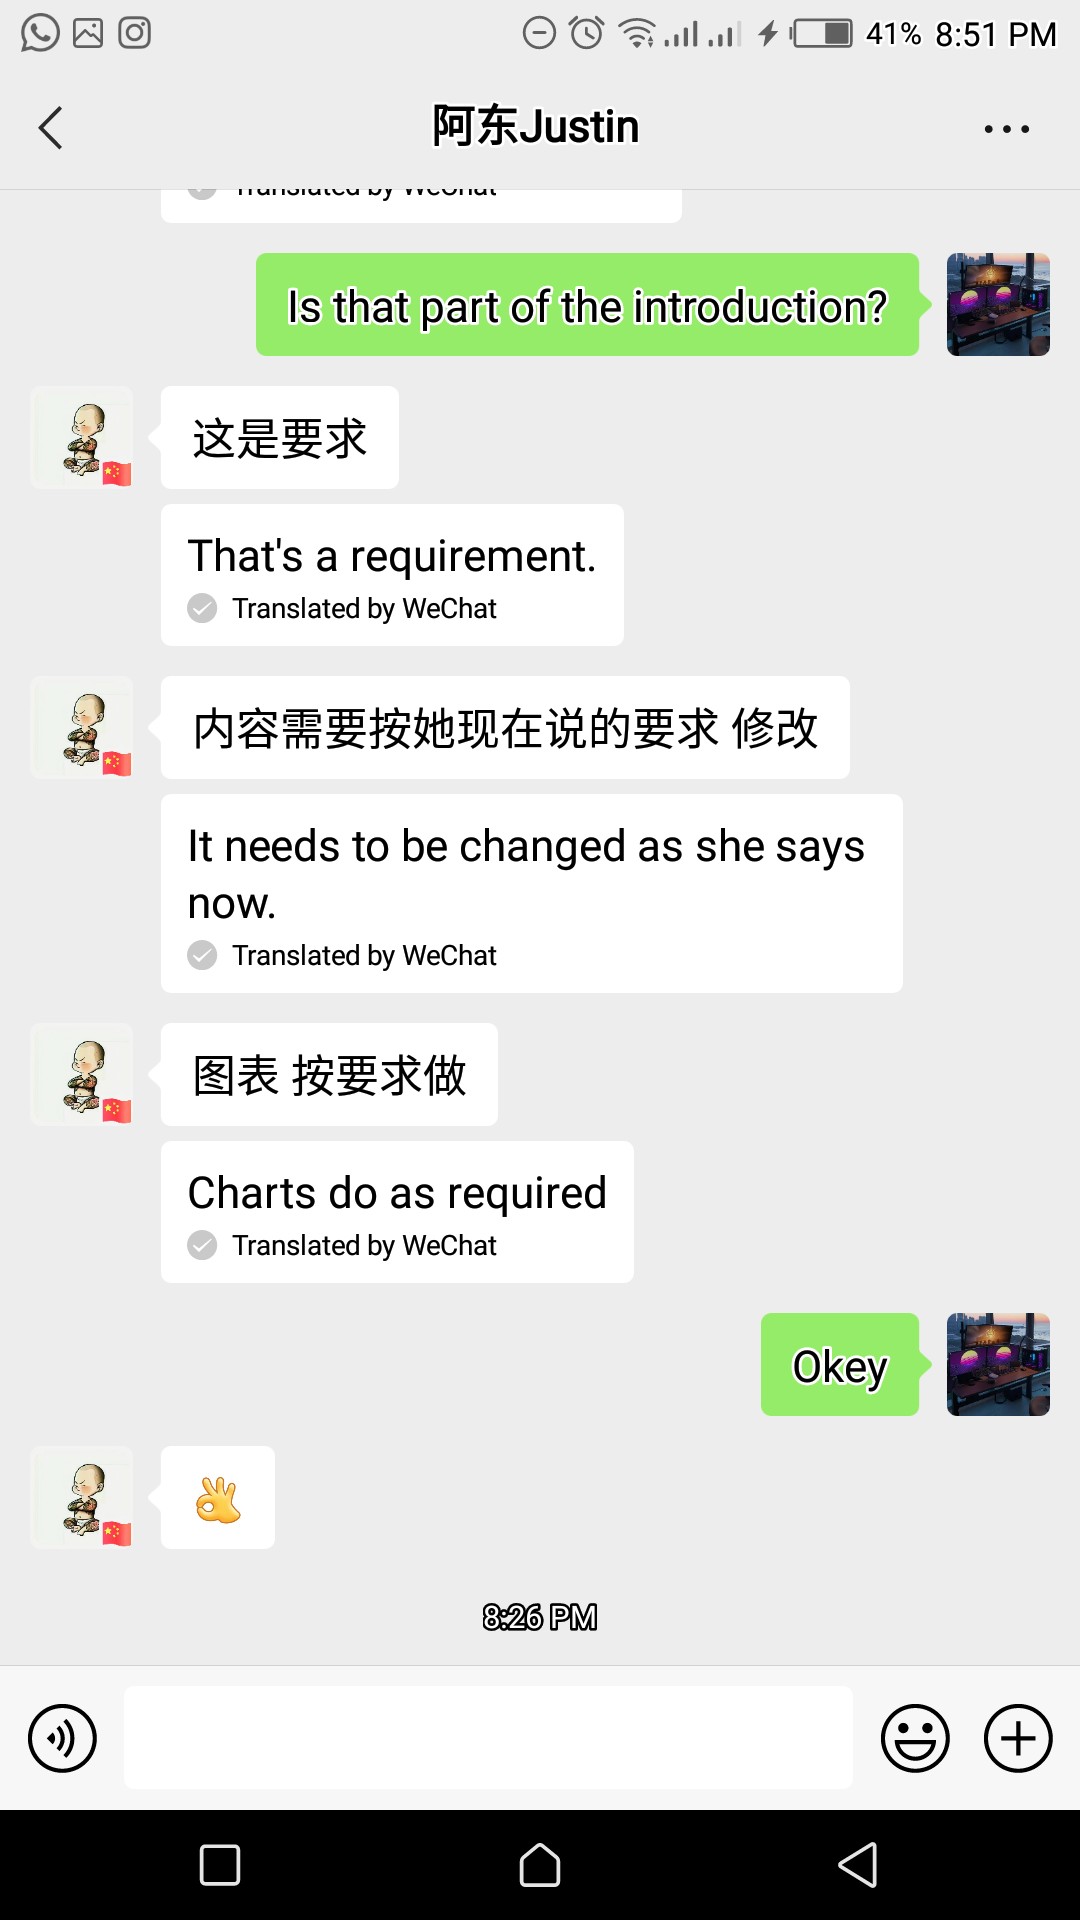 41% 8:51 PM
阿东Justin
Translated by WeChat
Is that part of the introduction?
这是要求
That's a requirement.
Translated by WeChat
内容需要按她现在说的要求 修改
It needs to be changed as she says
now.
Translated by WeChat
图表 按要求做
Charts do as required
Translated by WeChat
Okey
8:26 PM